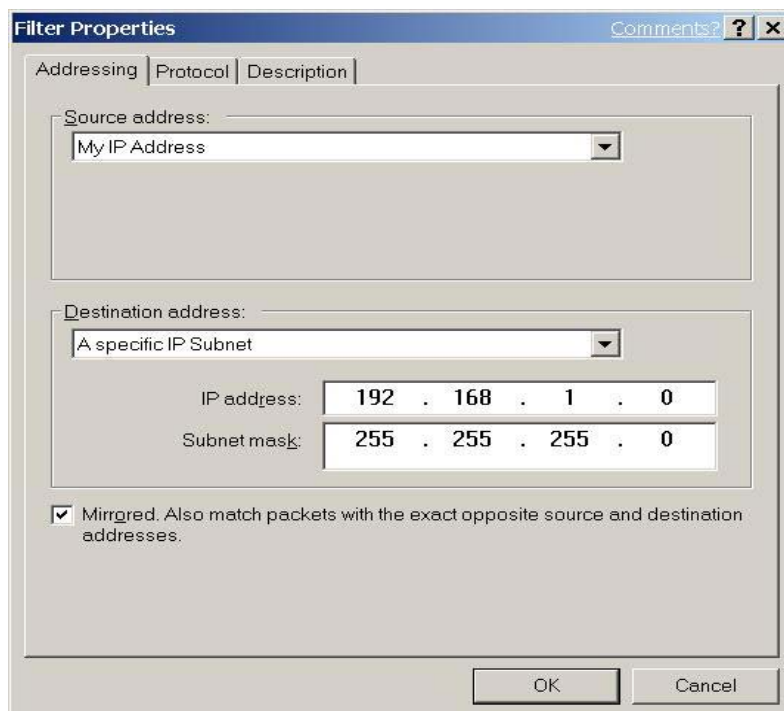 Filter Properties Comments? ? X
Addressing Protocol Description
Source address:
My IP Address
Destination address:
A specific IP Subnet
IP address: 192 . 168 . 1 . 0
Subnet mask: 255 . 255 . 255 . 0
Mirrored. Also match packets with the exact opposite source and destination
addresses.
OK Cancel